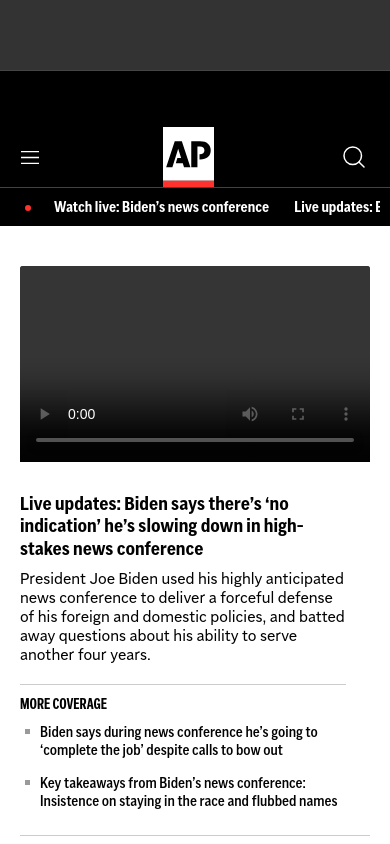 AP
Watch live: Biden’s news conference
Live updates:
0:00
Live updates: Biden says there’s ‘no
indication’ he’s slowing down in high-
stakes news conference
President Joe Biden used his highly anticipated
news conference to deliver a forceful defense
of his foreign and domestic policies, and batted
away questions about his ability to serve
another four years.
MORE COVERAGE
Biden says during news conference he’s going to
‘complete the job’ despite calls to bow out
Key takeaways from Biden’s news conference:
Insistence on staying in the race and flubbed names